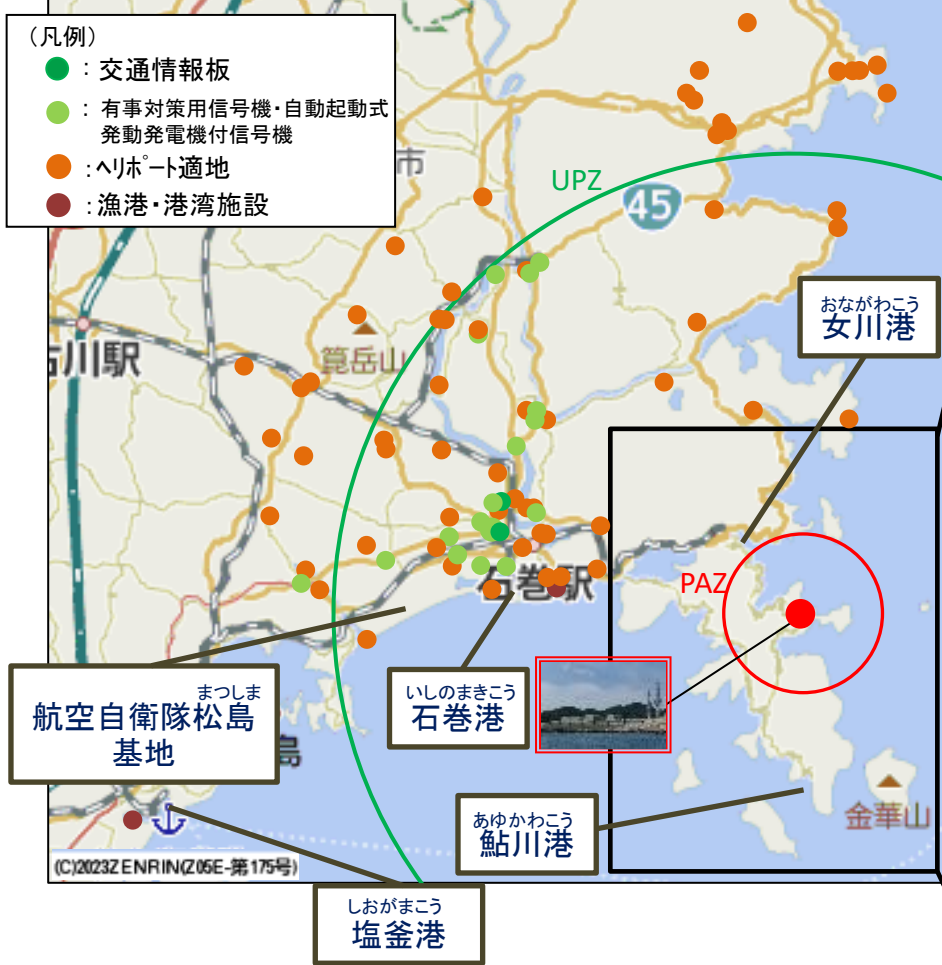 (凡例)
：交通情報板
：有事対策用信号機・自動起動式
発動発電機付信号機
：ヘリポート適地
：漁港・港湾施設
市
UPZ
45
おながわこう
女川港
古川駅
箟岳山
PAZ
石巻駅
まつしま
航空自衛隊松島
基地
いしのまきこう
石巻港
島
あゆかわこう
鮎川港
金華山
(C)2023ZENRIN(Z05E-第175号)
しおがまこう
塩釜港